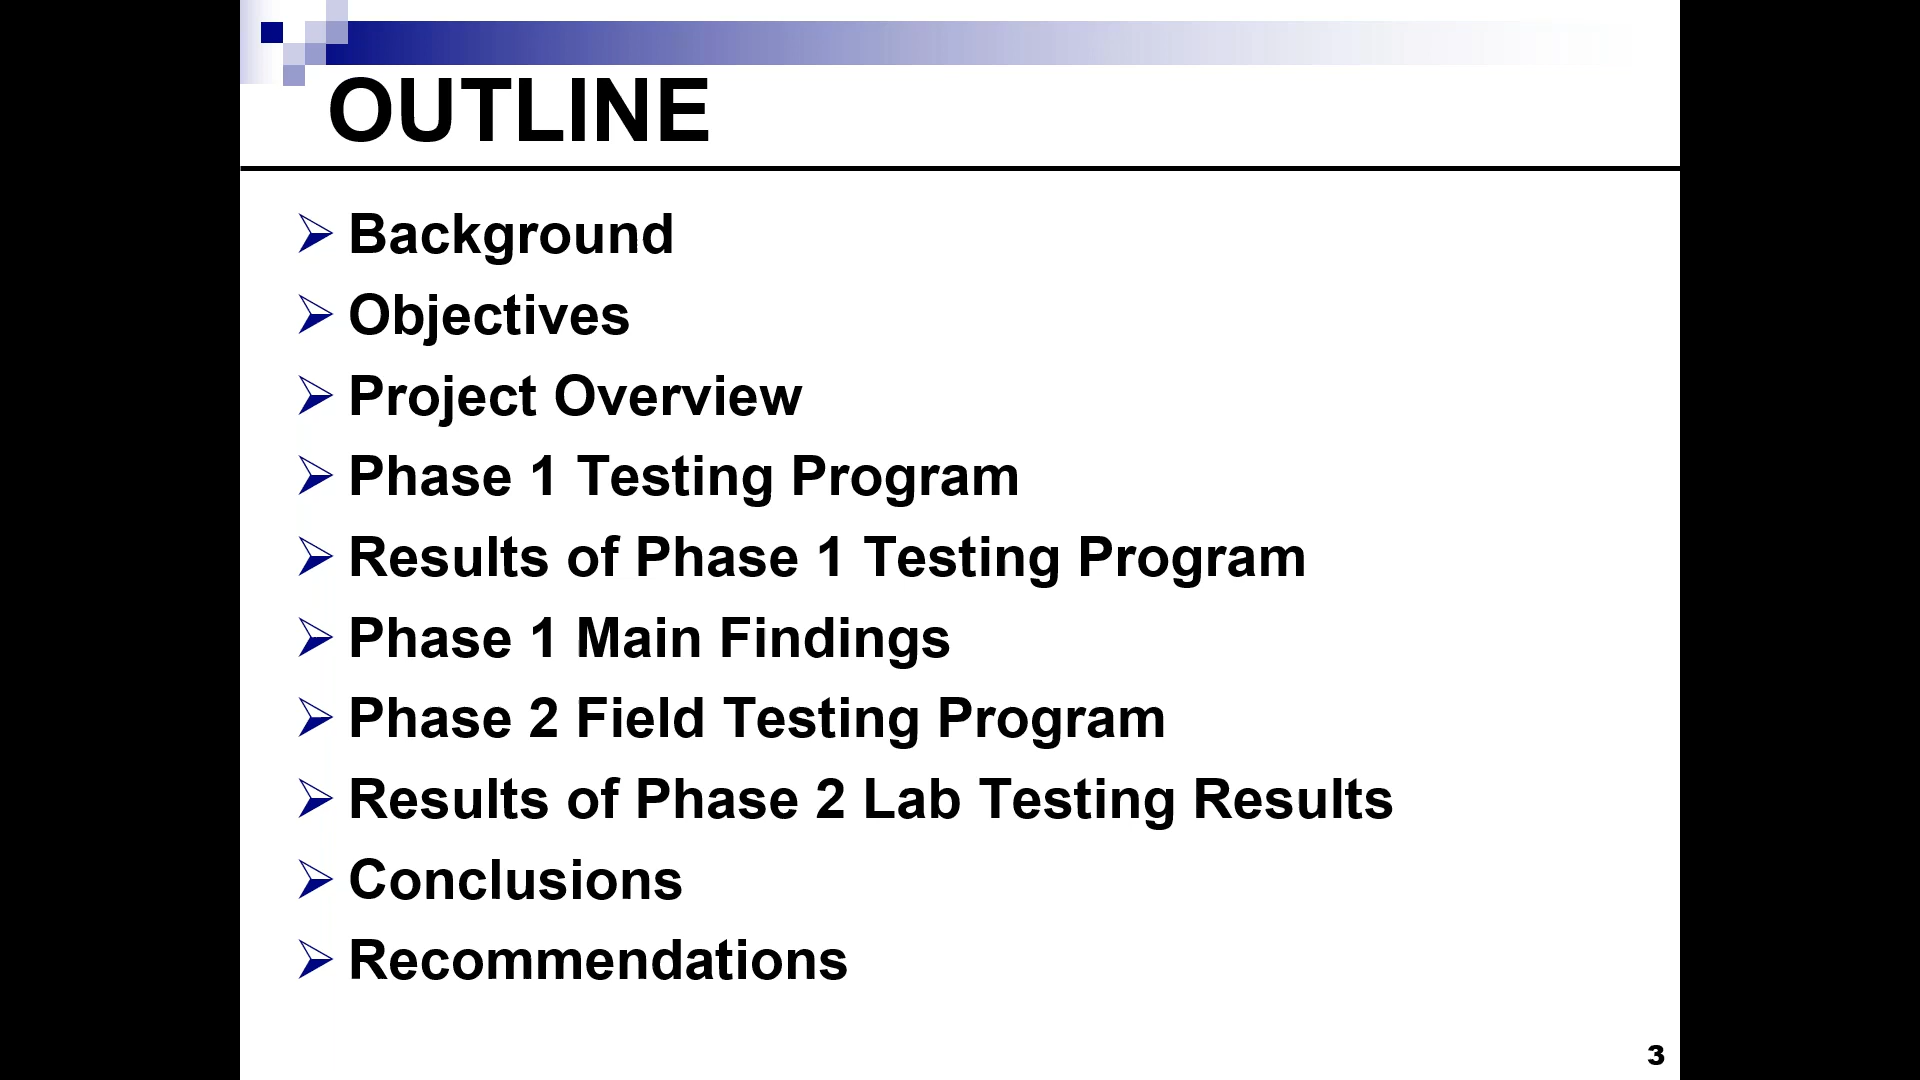 OUTLINE
Background
Objectives
Project Overview
Phase 1 Testing Program
Results of Phase 1 Testing Program
Phase 1 Main Findings
Phase 2 Field Testing Program
Results of Phase 2 Lab Testing Results
Conclusions
Recommendations
3